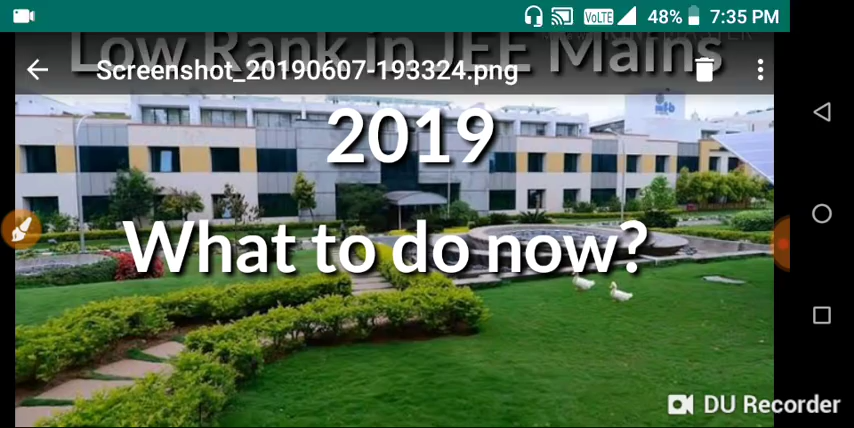 VoLTE 48% 7:35 PM
Low Rank in JEE Mains
Screenshot_20190607-193324.png
2019
What to do now?
DU Recorder